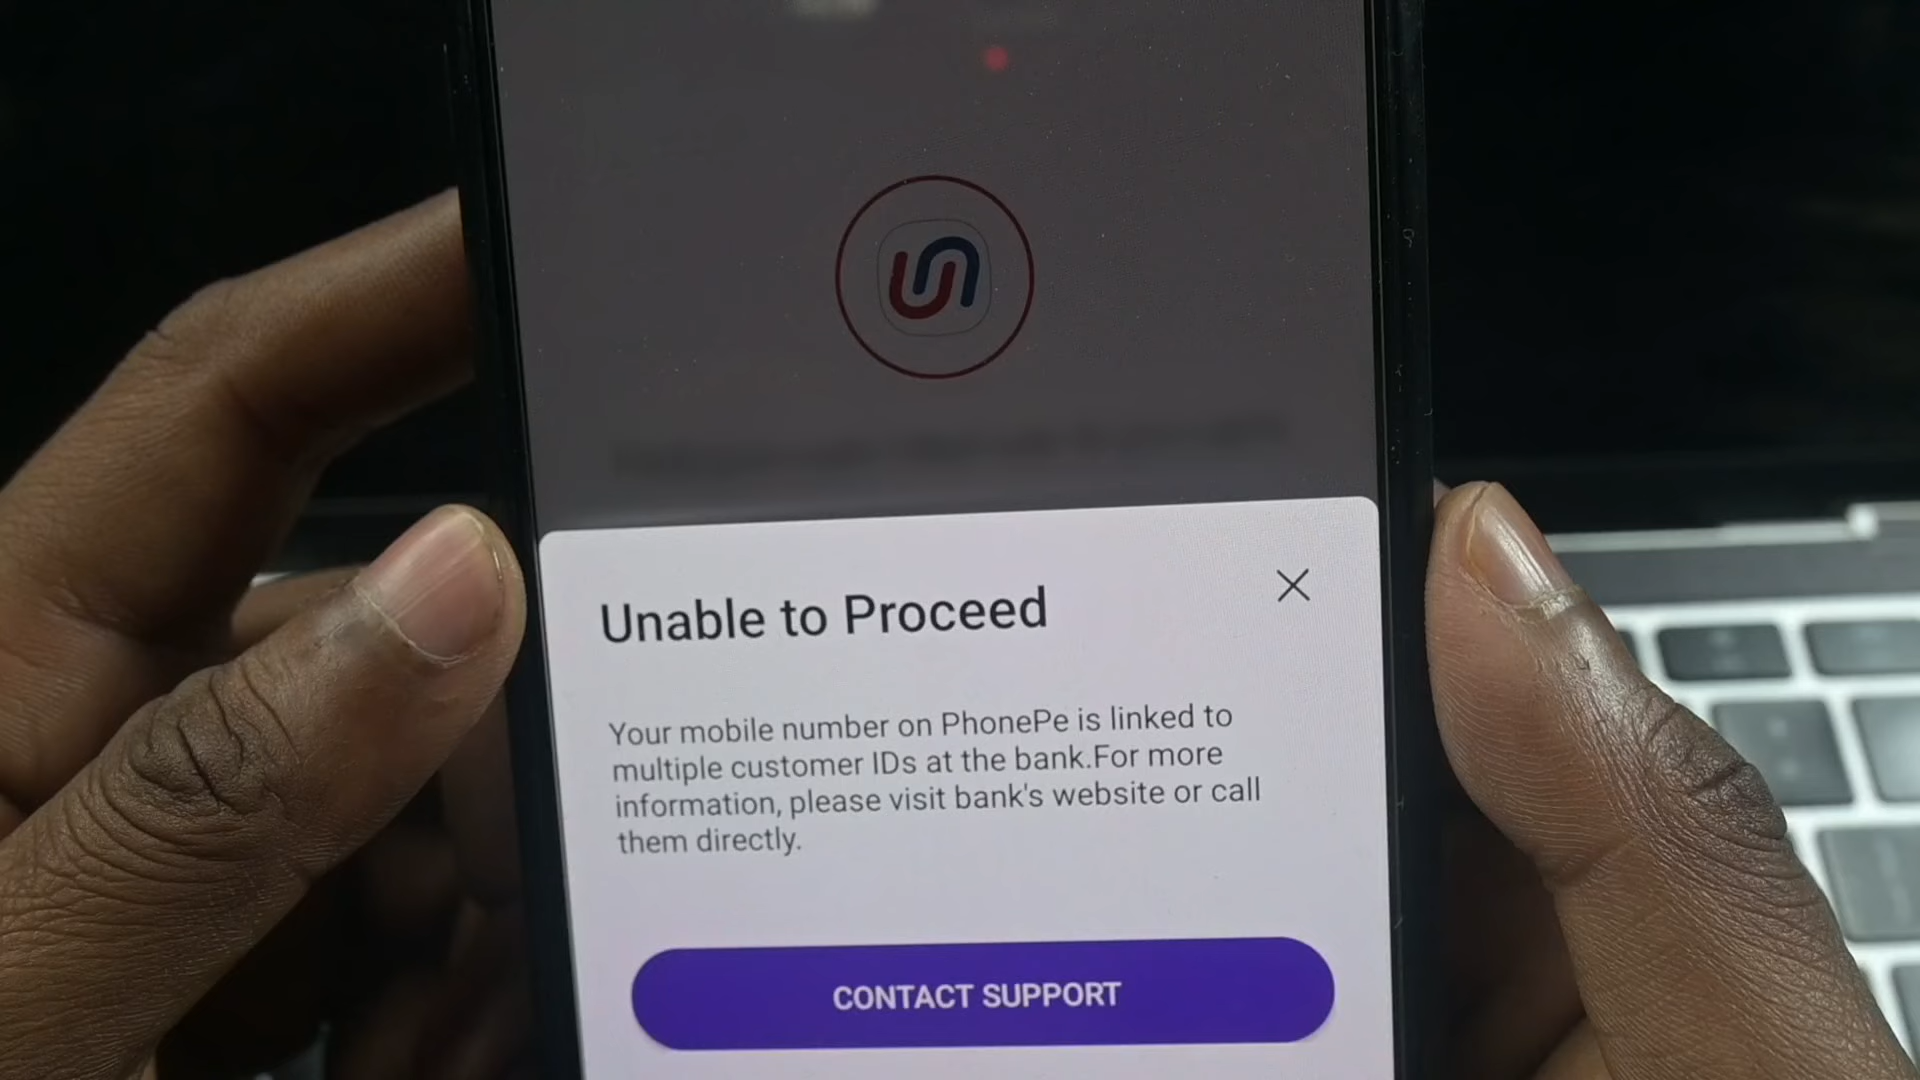 Unable to Proceed
Your mobile number on PhonePe is linked to
multiple customer IDs at the bank.For more
information, please visit bank's website or call
them directly.
CONTACT SUPPORT